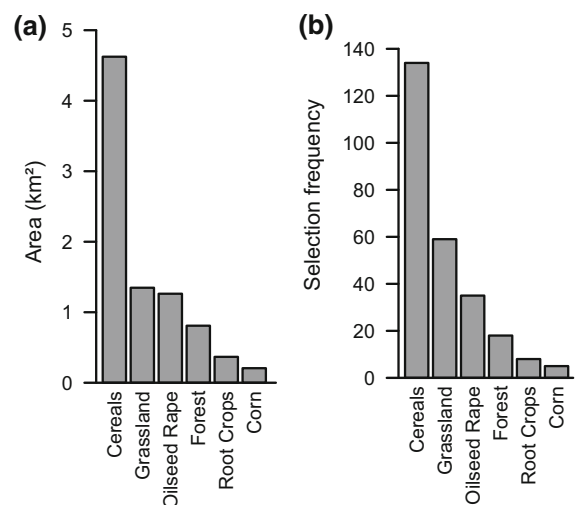 (a)
Area (km²)
5
4
3
2
1
0
Cereals
Grassland
Oilseed Rape
Forest
Root Crops
Corn
(b)
Selection frequency
140
120
100
80
60
40
20
0
Cereals
Grassland
Oilseed Rape
Forest
Root Crops
Corn